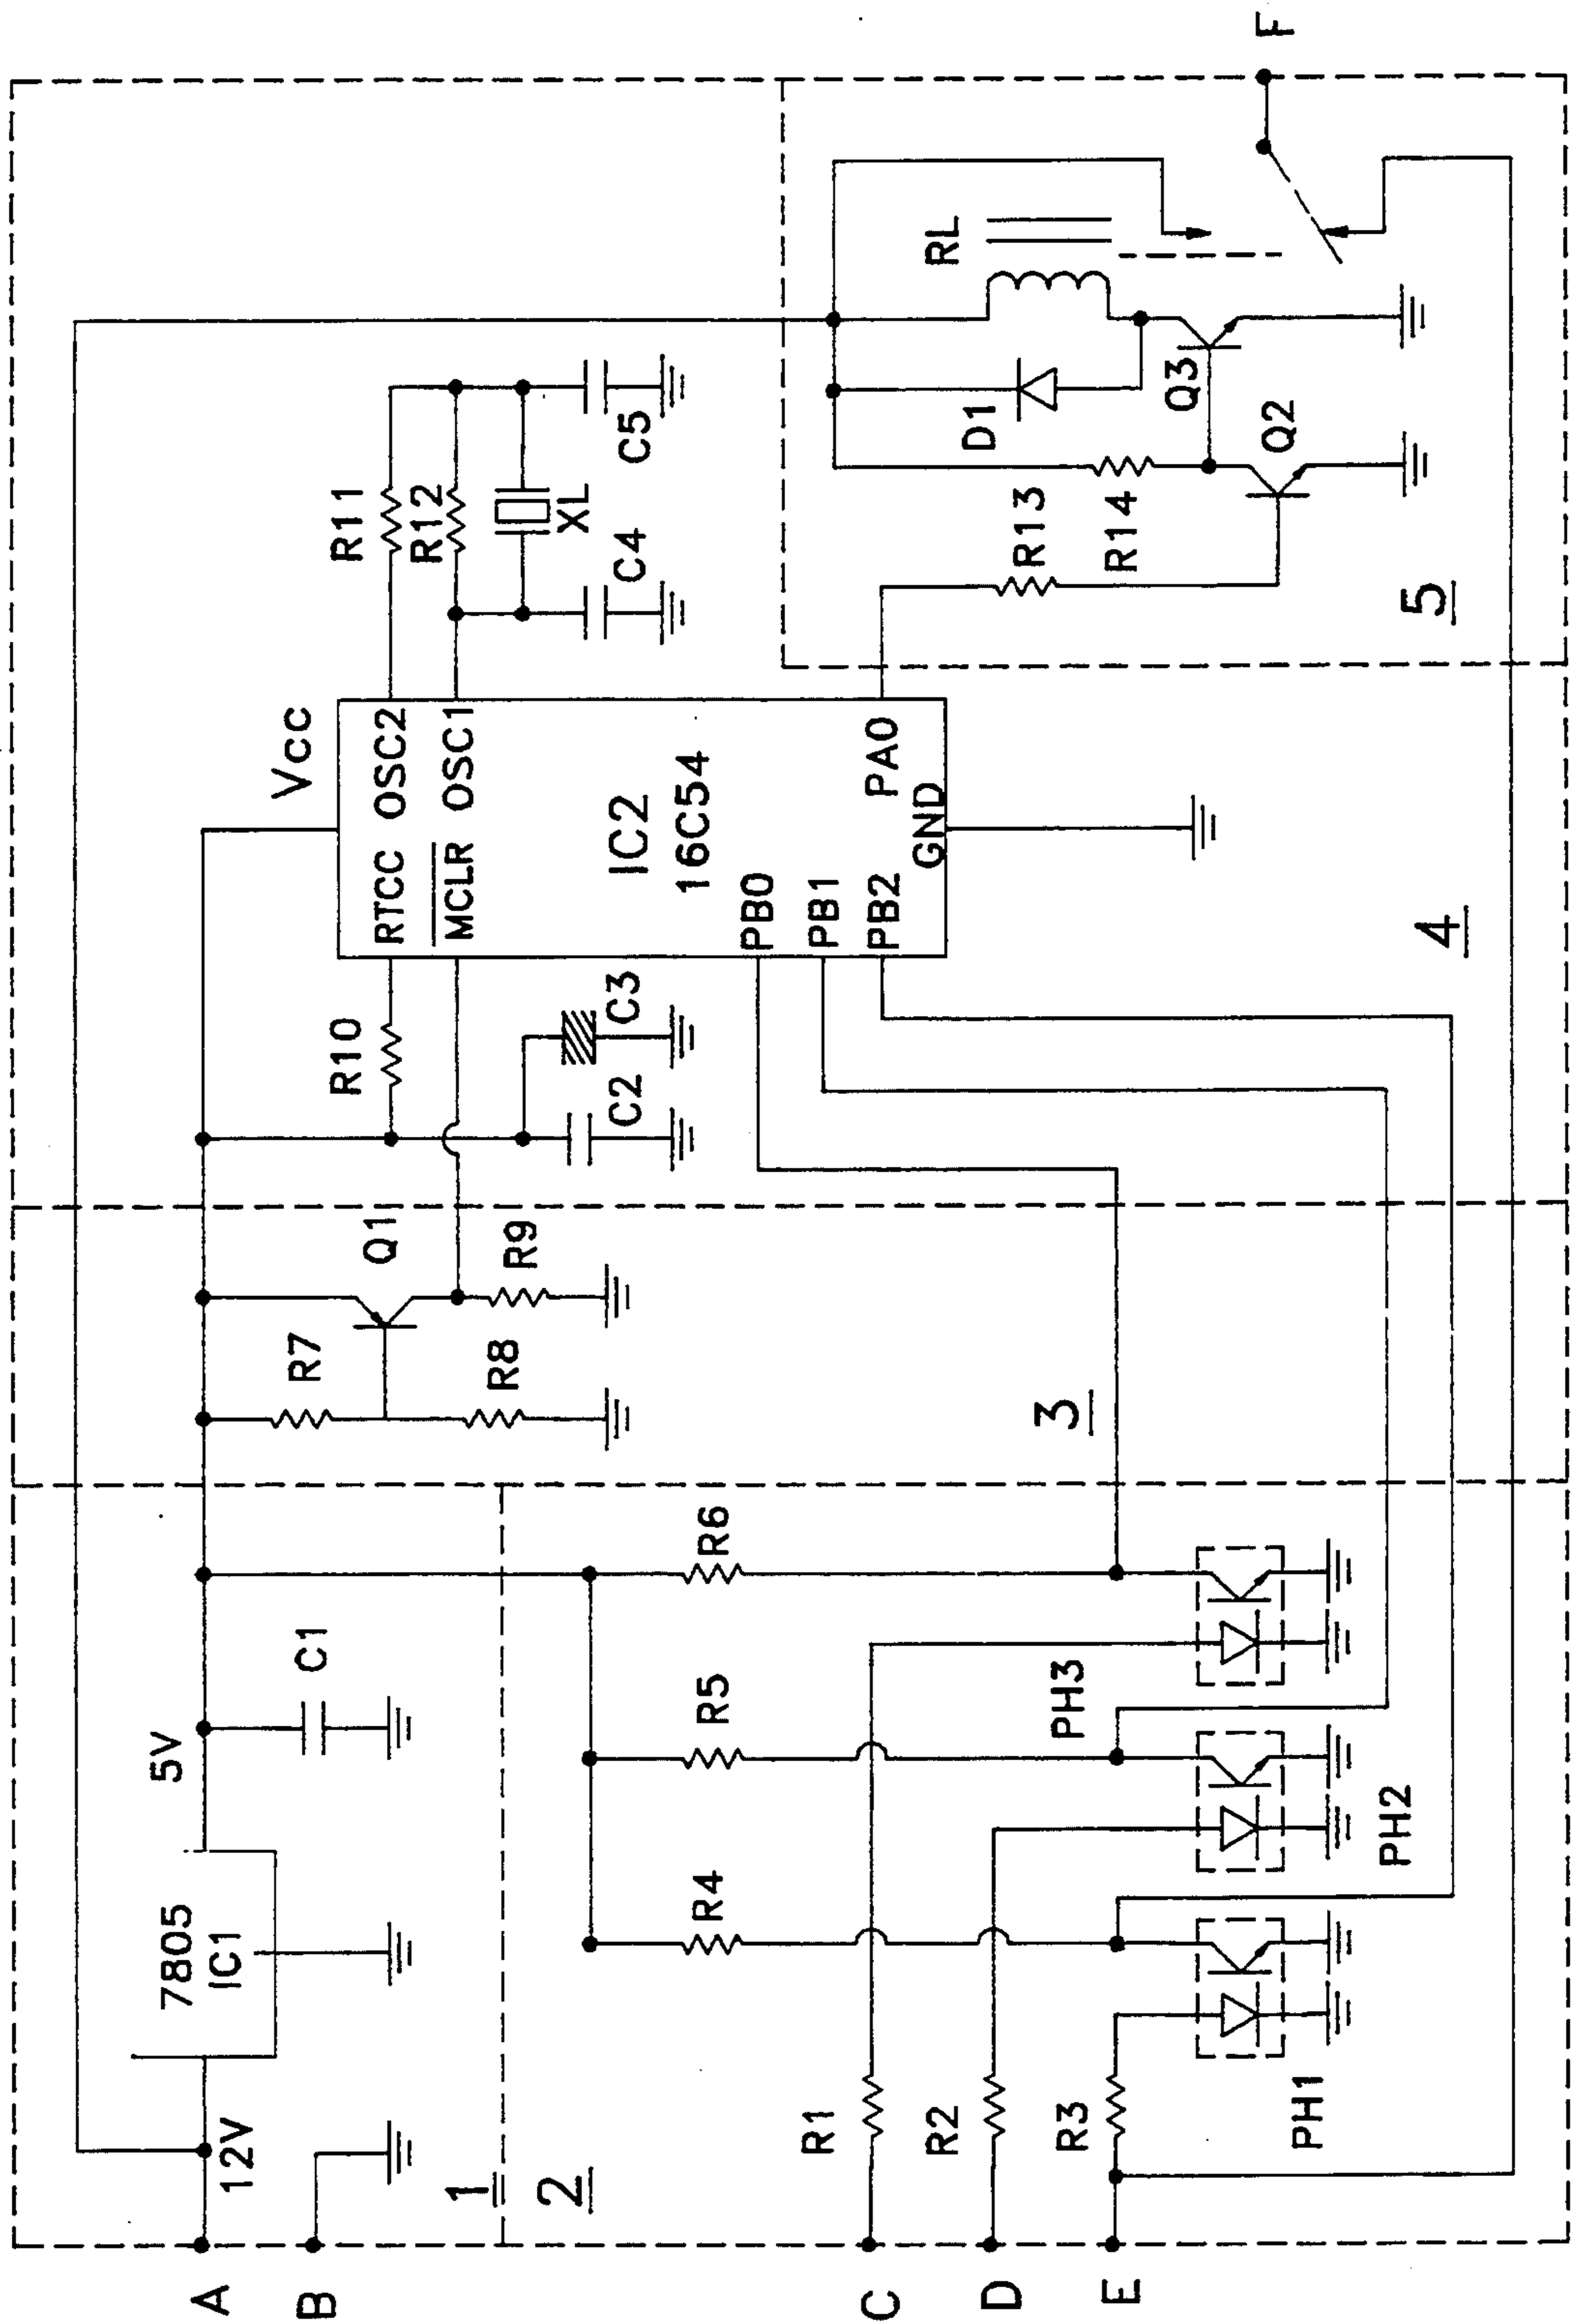 A
B
C
D
E
F
12V
7805
IC1
5V
C1
1
2
R1
R2
R3
R4
R5
R6
PH1
PH2
PH3
R7
R8
Q1
R9
3
R10
C2
C3
Vcc
RTCC OSC2
MCLR OSC1
IC2
16C54
PB0
PB1
PB2
PA0
GND
4
R11
R12
XL
C4
C5
R13
R14
D1
RL
Q3
Q2
5